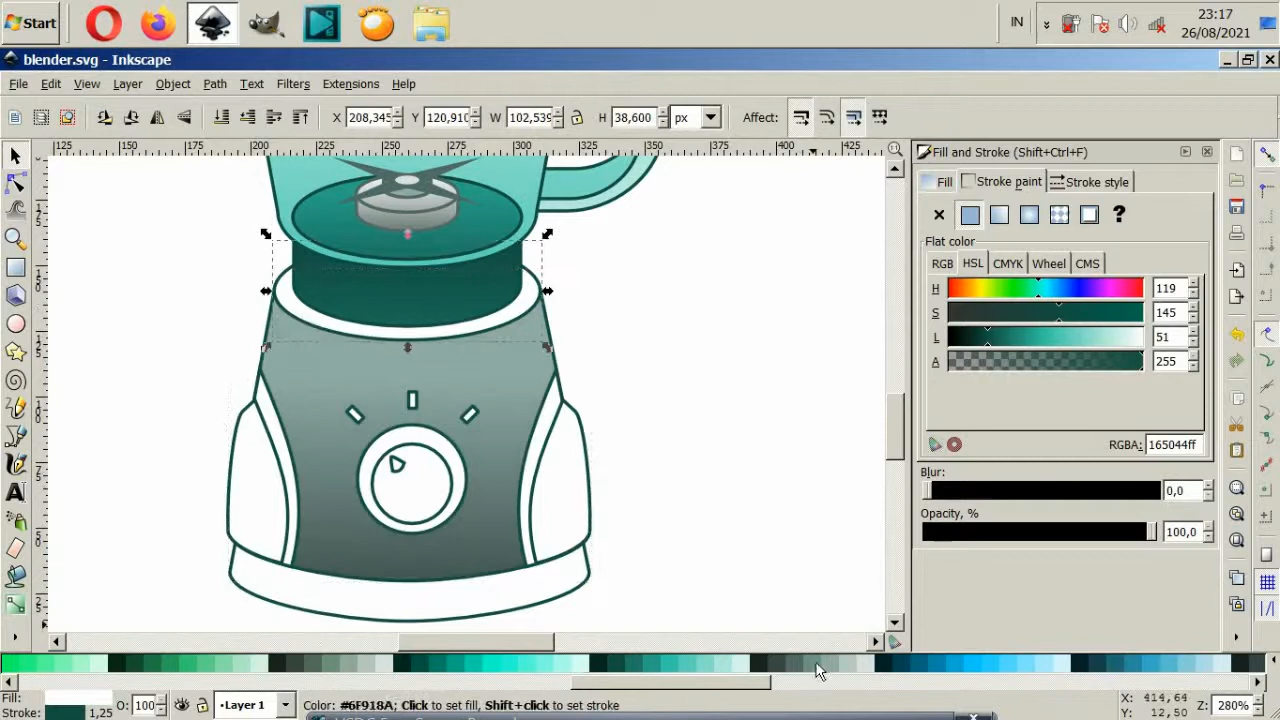 Start
IN
23:17
26/08/2021
blender.svg - Inkscape
File Edit View Layer Object Path Text Filters Extensions Help
X 208,345 Y 120,910 W 102,539 H 38,600 px Affect:
125 150 200 225 250 275 300 325 350 375 400 425
Fill and Stroke (Shift+Ctrl+F)
Fill Stroke paint Stroke style
?
Flat color
RGB HSL CMYK Wheel CMS
H 119
S 145
L 51
A 255
RGBA: 165044ff
Blur:
0,0
Opacity, %
100,0
Fill:
Stroke: 1,25
O: 100
Layer 1
Color: #6F918A; Click to set fill, Shift+click to set stroke
X: 414,64
Y: 12,50
Z: 280%